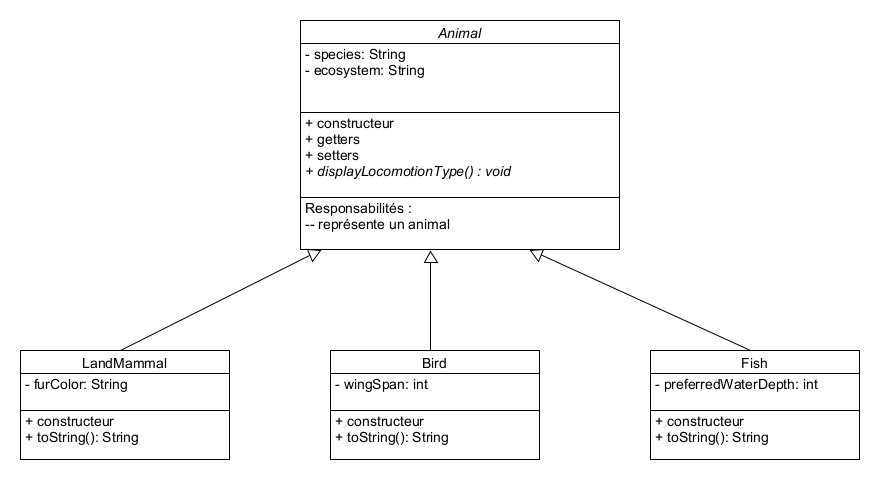 Animal
- species: String
- ecosystem: String
+ constructeur
+ getters
+ setters
+ displayLocomotionType() : void
Responsabilités :
-- représente un animal
LandMammal
- furColor: String
+ constructeur
+ toString(): String
Bird
- wingSpan: int
+ constructeur
+ toString(): String
Fish
- preferredWaterDepth: int
+ constructeur
+ toString(): String